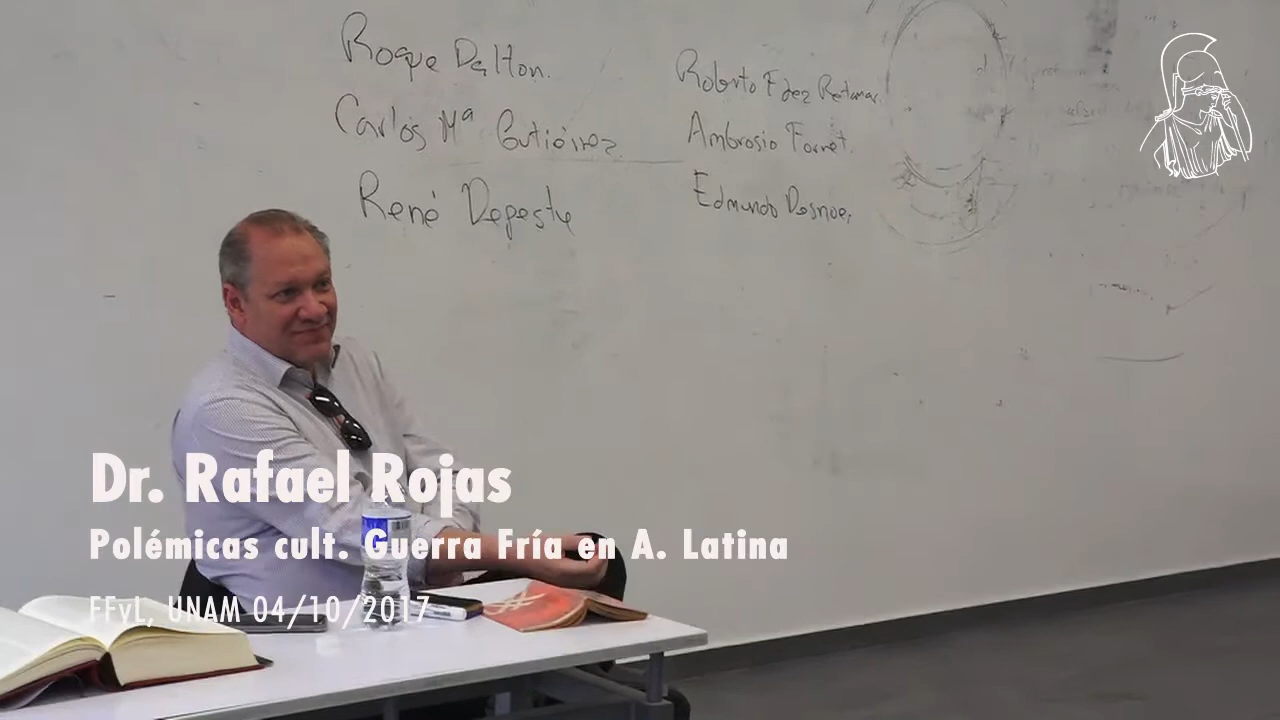 Roque Dalton.
Carlos Mª Gutiérrez
René Depestre
Roberto Fdez Retamar
Ambrosio Fornet.
Edmundo Desnoes
Dr. Rafael Rojas
Polémicas cult. Guerra Fría en A. Latina
FFyL, UNAM 04/10/2017